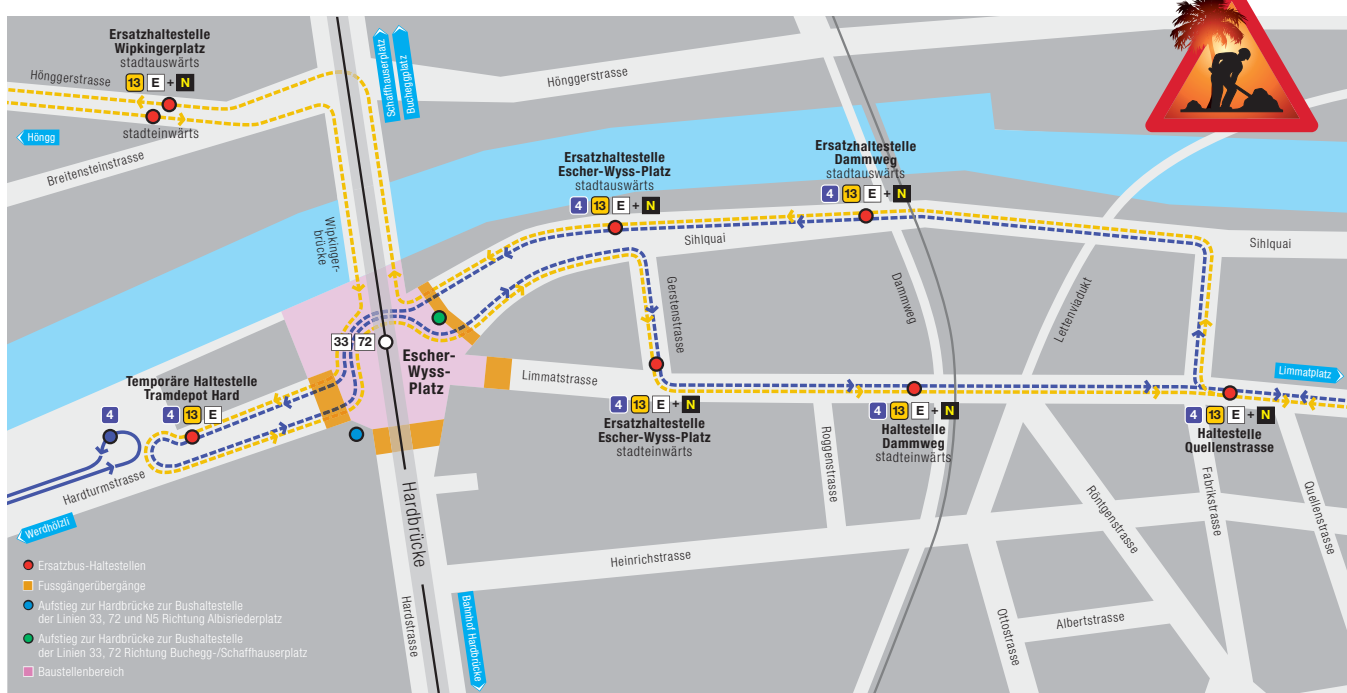 Ersatzhaltestelle
Wipkingerplatz
stadtauswärts
13 E + N
Hönggerstrasse
stadteinwärts
Höngg
Breitensteinstrasse
Schaffhauserplatz
Bucheggplatz
Hönggerstrasse
Wipkinger-
brücke
Ersatzhaltestelle
Escher-Wyss-Platz
stadtauswärts
4 13 E + N
Ersatzhaltestelle
Dammweg
stadtauswärts
4 13 E + N
Sihlquai
Sihlquai
Gerstenstrasse
Dammweg
Lettenviadukt
33 72
Escher-
Wyss-
Platz
Limmatstrasse
Limmatplatz
Temporäre Haltestelle
Tramdepot Hard
4
4 13 E
Hardturmstrasse
Werdhölzli
4 13 E + N
Ersatzhaltestelle
Escher-Wyss-Platz
stadteinwärts
4 13 E + N
Haltestelle
Dammweg
stadteinwärts
4 13 E + N
Haltestelle
Quellenstrasse
Roggenstrasse
Röntgenstrasse
Fabrikstrasse
Quellenstrasse
Hardbrücke
Heinrichstrasse
Hardstrasse
Bahnhof Hardbrücke
Ottostrasse
Albertstrasse
Ersatzbus-Haltestellen
Fussgängerübergänge
Aufstieg zur Hardbrücke zur Bushaltestelle
der Linien 33, 72 und N5 Richtung Albisriederplatz
Aufstieg zur Hardbrücke zur Bushaltestelle
der Linien 33, 72 Richtung Buchegg-/Schaffhauserplatz
Baustellenbereich